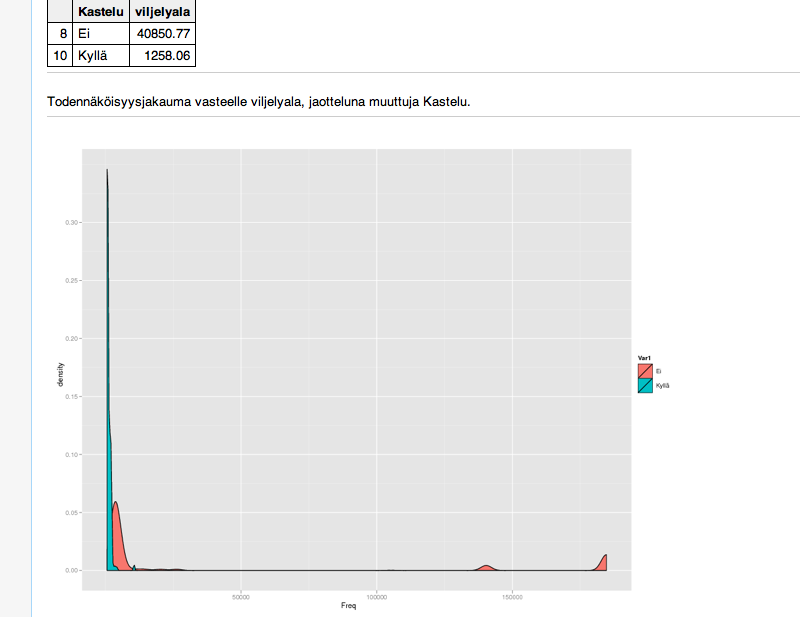 Kastelu viljelyala
8 Ei 40850.77
10 Kyllä 1258.06
Todennäköisyysjakauma vasteelle viljelyala, jaotteluna muuttuja Kastelu.
0.30
0.25
0.20
0.15
0.10
0.05
0.00
density
50000 100000 150000
Freq
Var1
Ei
Kyllä